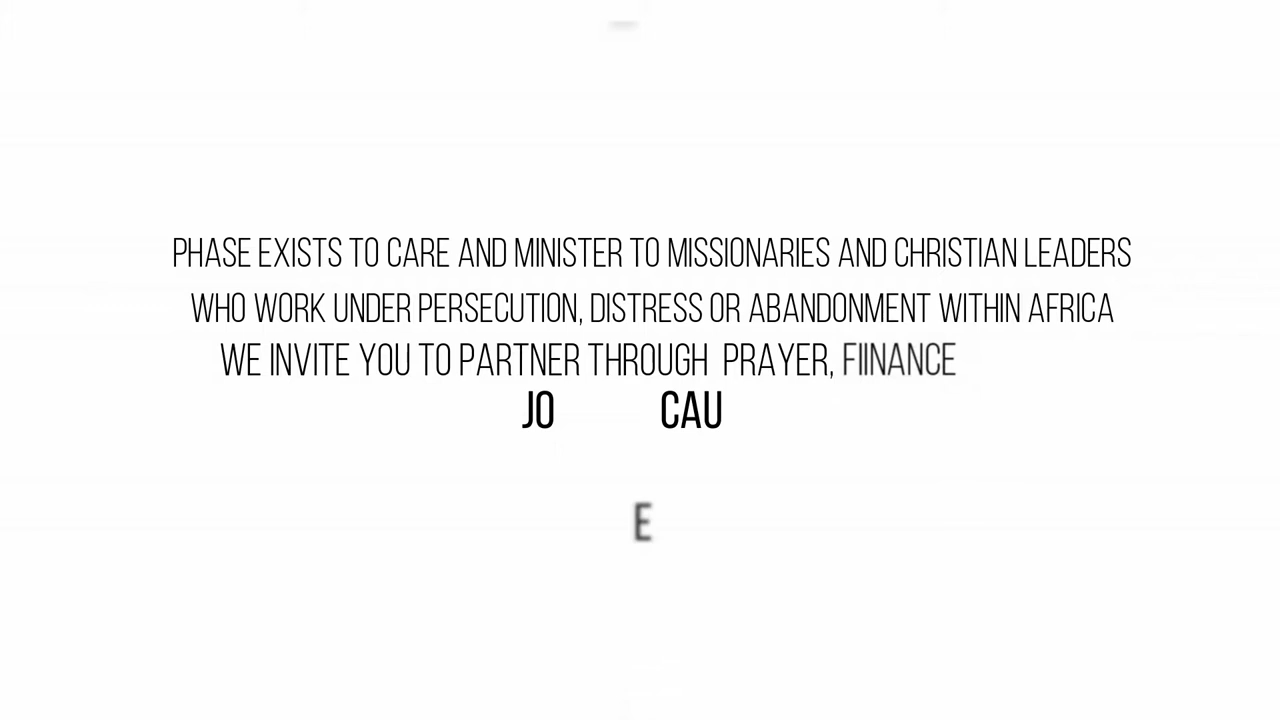 PHASE EXISTS TO CARE AND MINISTER TO MISSIONARIES AND CHRISTIAN LEADERS
WHO WORK UNDER PERSECUTION, DISTRESS OR ABANDONMENT WITHIN AFRICA
WE INVITE YOU TO PARTNER THROUGH PRAYER, FIINANCE
JO CAU
E